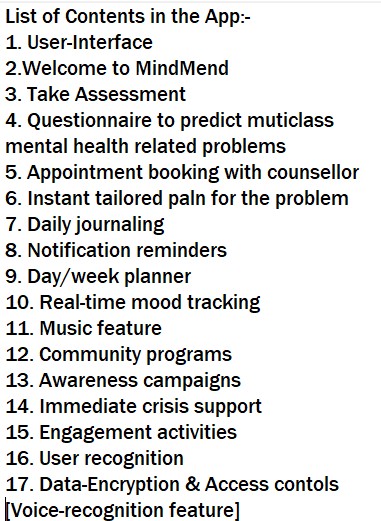 List of Contents in the App:-
1. User-Interface
2.Welcome to MindMend
3. Take Assessment
4. Questionnaire to predict muticlass
mental health related problems
5. Appointment booking with counsellor
6. Instant tailored paln for the problem
7. Daily journaling
8. Notification reminders
9. Day/week planner
10. Real-time mood tracking
11. Music feature
12. Community programs
13. Awareness campaigns
14. Immediate crisis support
15. Engagement activities
16. User recognition
17. Data-Encryption & Access contols
[Voice-recognition feature]